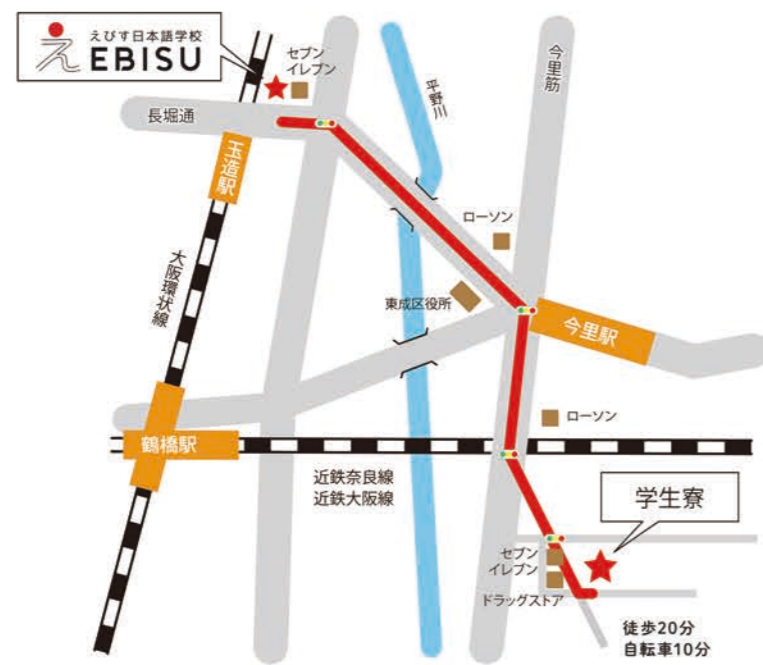 えびす日本語学校
え EBISU
セブン
イレブン
今里筋
平野川
長堀通
玉造駅
ローソン
大阪環状線
東成区役所
今里駅
ローソン
鶴橋駅
近鉄奈良線
近鉄大阪線
学生寮
セブン
イレブン
ドラッグストア
徒歩20分
自転車10分